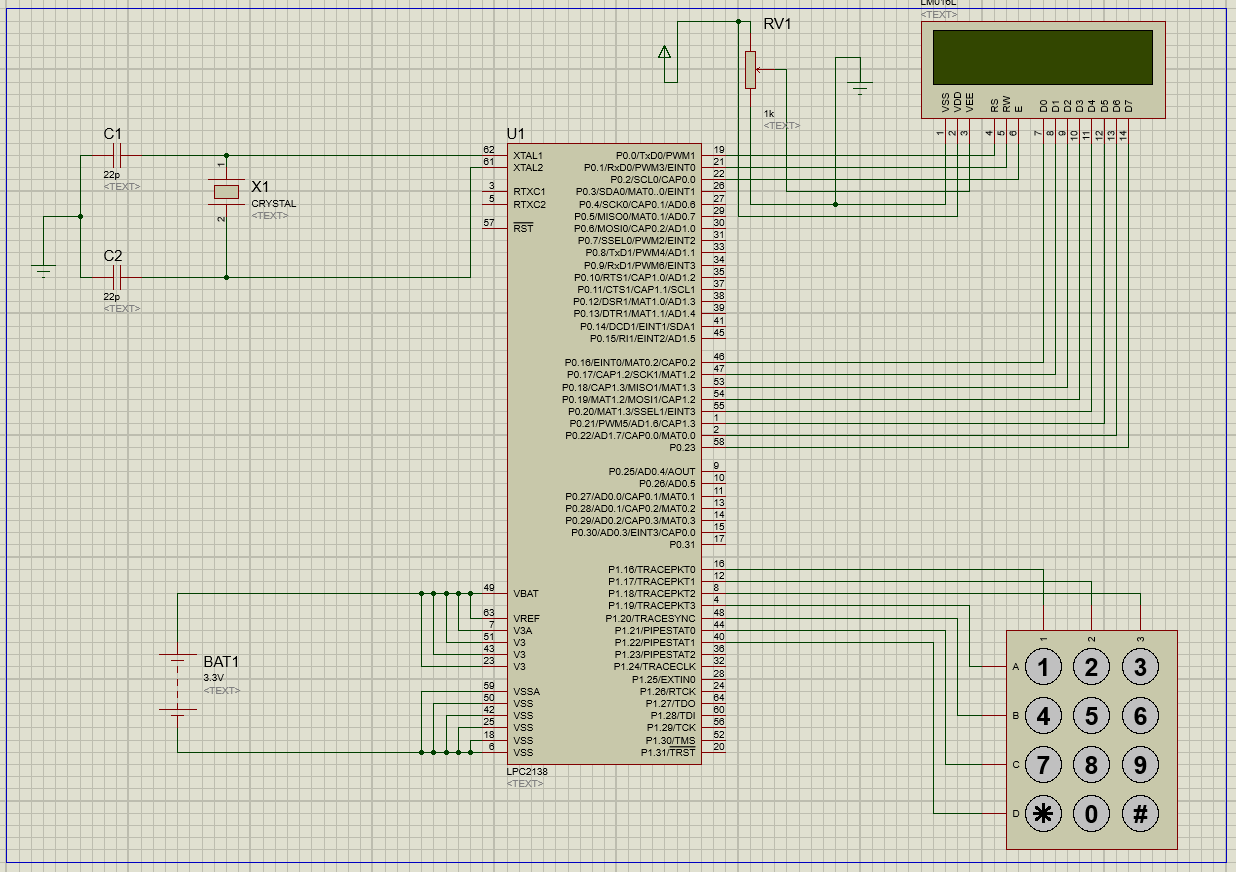 LM016L
<TEXT>
RV1
1k
<TEXT>
VSS
VDD
VEE
RS
RW
E
D0
D1
D2
D3
D4
D5
D6
D7
1
2
3
4
5
6
7
8
9
10
11
12
13
14
C1
22p
<TEXT>
1
X1
CRYSTAL
<TEXT>
2
C2
22p
<TEXT>
U1
62 XTAL1 P0.0/TxD0/PWM1 19
61 XTAL2 P0.1/RxD0/PWM3/EINT0 21
P0.2/SCL0/CAP0.0 22
3 RTXC1 P0.3/SDA0/MAT0..0/EINT1 26
5 RTXC2 P0.4/SCK0/CAP0.1/AD0.6 27
P0.5/MISO0/MAT0.1/AD0.7 29
57 RST P0.6/MOSI0/CAP0.2/AD1.0 30
P0.7/SSEL0/PWM2/EINT2 31
P0.8/TxD1/PWM4/AD1.1 33
P0.9/RxD1/PWM6/EINT3 34
P0.10/RTS1/CAP1.0/AD1.2 35
P0.11/CTS1/CAP1.1/SCL1 37
P0.12/DSR1/MAT1.0/AD1.3 38
P0.13/DTR1/MAT1.1/AD1.4 39
P0.14/DCD1/EINT1/SDA1 41
P0.15/RI1/EINT2/AD1.5 45
P0.16/EINT0/MAT0.2/CAP0.2 46
P0.17/CAP1.2/SCK1/MAT1.2 47
P0.18/CAP1.3/MISO1/MAT1.3 53
P0.19/MAT1.2/MOSI1/CAP1.2 54
P0.20/MAT1.3/SSEL1/EINT3 55
P0.21/PWM5/AD1.6/CAP1.3 1
P0.22/AD1.7/CAP0.0/MAT0.0 2
P0.23 58
P0.25/AD0.4/AOUT 9
P0.26/AD0.5 10
P0.27/AD0.0/CAP0.1/MAT0.1 11
P0.28/AD0.1/CAP0.2/MAT0.2 13
P0.29/AD0.2/CAP0.3/MAT0.3 14
P0.30/AD0.3/EINT3/CAP0.0 15
P0.31 17
P1.16/TRACEPKT0 16
P1.17/TRACEPKT1 12
49 VBAT P1.18/TRACEPKT2 8
P1.19/TRACEPKT3 4
63 VREF P1.20/TRACESYNC 48
7 V3A P1.21/PIPESTAT0 44
51 V3 P1.22/PIPESTAT1 40
43 V3 P1.23/PIPESTAT2 36
23 V3 P1.24/TRACECLK 32
P1.25/EXTIN0 28
59 VSSA P1.26/RTCK 24
50 VSS P1.27/TDO 64
42 VSS P1.28/TDI 60
25 VSS P1.29/TCK 56
18 VSS P1.30/TMS 52
6 VSS P1.31/TRST 20
LPC2138
<TEXT>
BAT1
3.3V
<TEXT>
1 2 3
A 1 2 3
B 4 5 6
C 7 8 9
D * 0 #